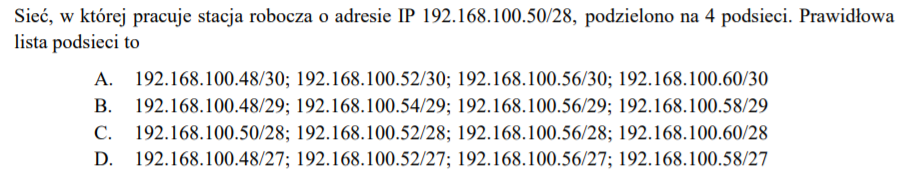 Sieć, w której pracuje stacja robocza o adresie IP 192.168.100.50/28, podzielono na 4 podsieci. Prawidłowa
lista podsieci to
A. 192.168.100.48/30; 192.168.100.52/30; 192.168.100.56/30; 192.168.100.60/30
B. 192.168.100.48/29; 192.168.100.54/29; 192.168.100.56/29; 192.168.100.58/29
C. 192.168.100.50/28; 192.168.100.52/28; 192.168.100.56/28; 192.168.100.60/28
D. 192.168.100.48/27; 192.168.100.52/27; 192.168.100.56/27; 192.168.100.58/27